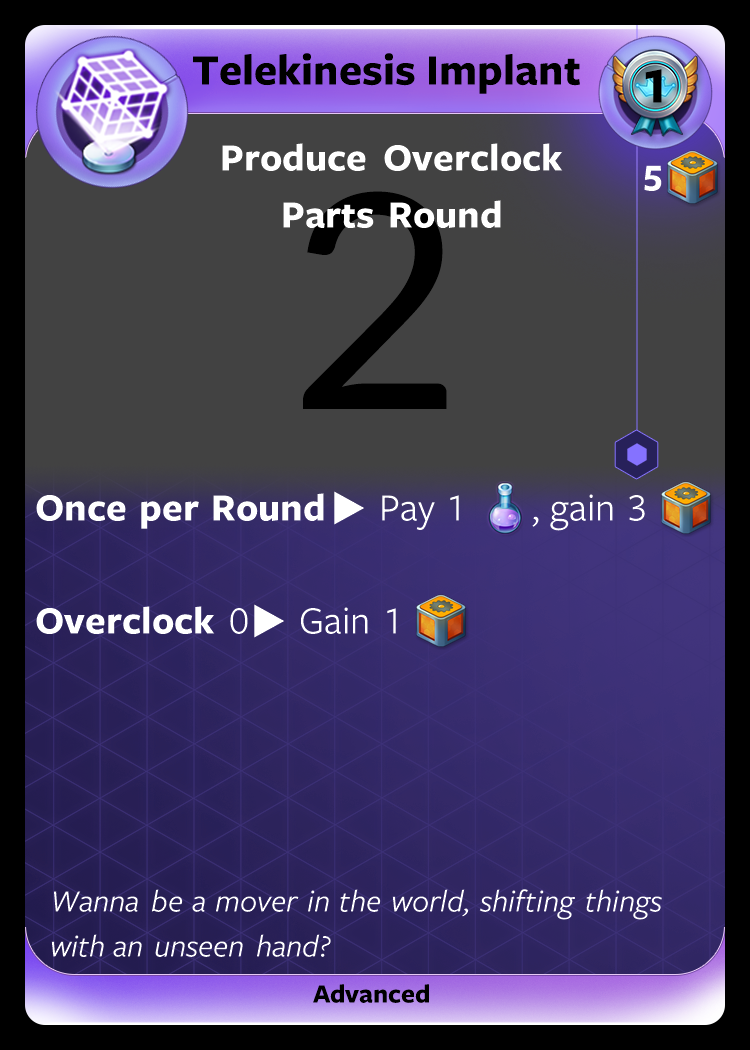 Telekinesis Implant
1
Produce Overclock
5
Parts Round
2
Once per Round▶ Pay 1 , gain 3
Overclock 0▶ Gain 1
Wanna be a mover in the world, shifting things
with an unseen hand?
Advanced